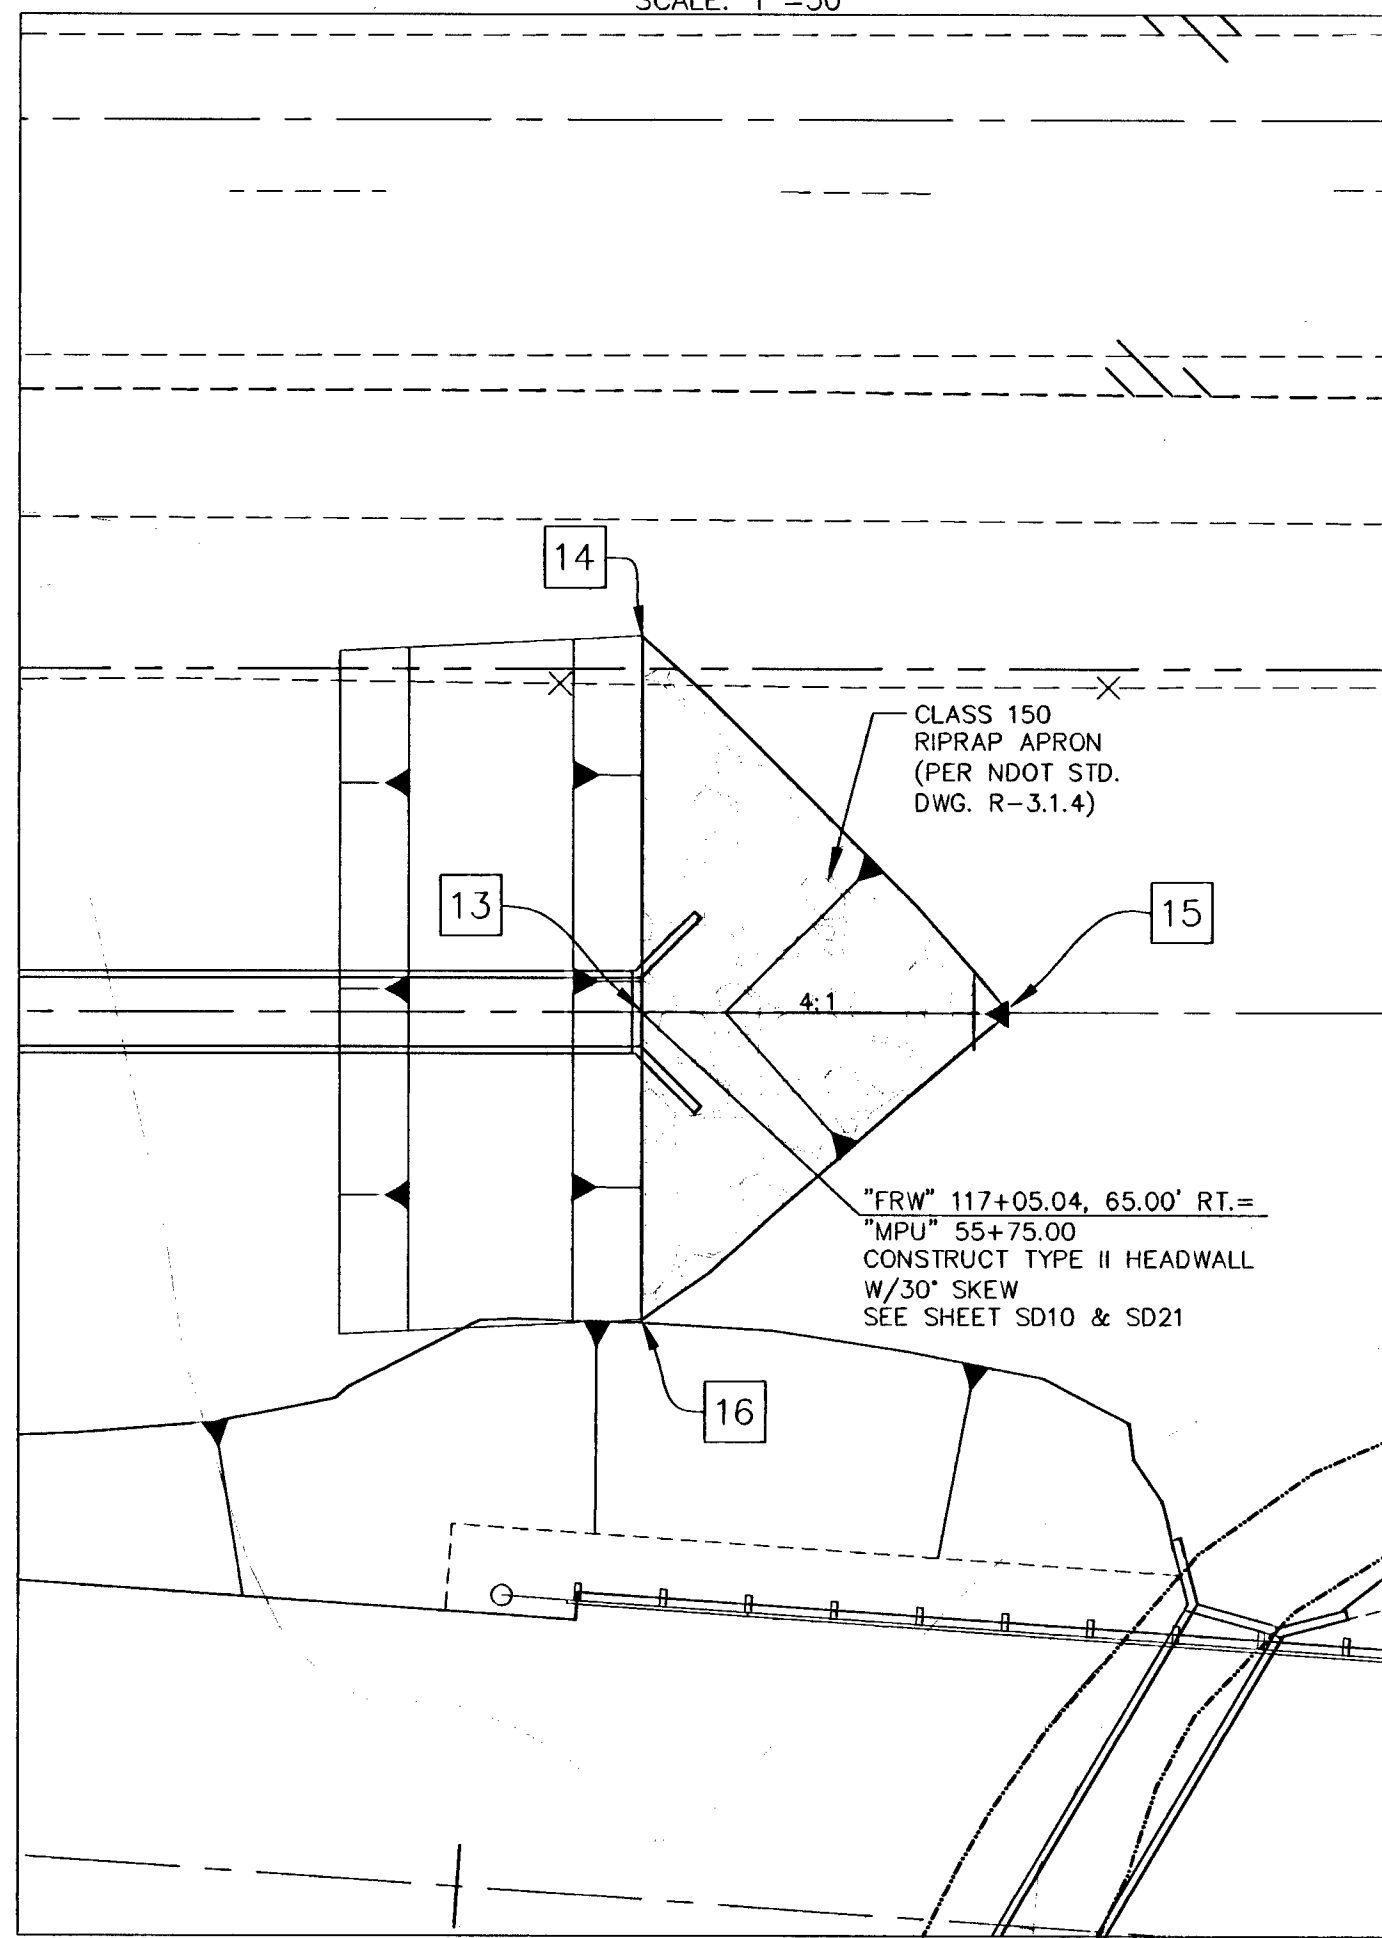 14
CLASS 150
RIPRAP APRON
(PER NDOT STD.
DWG. R-3.1.4)
13
15
4:1
"FRW" 117+05.04, 65.00' RT.=
"MPU" 55+75.00
CONSTRUCT TYPE II HEADWALL
W/30° SKEW
SEE SHEET SD10 & SD21
16